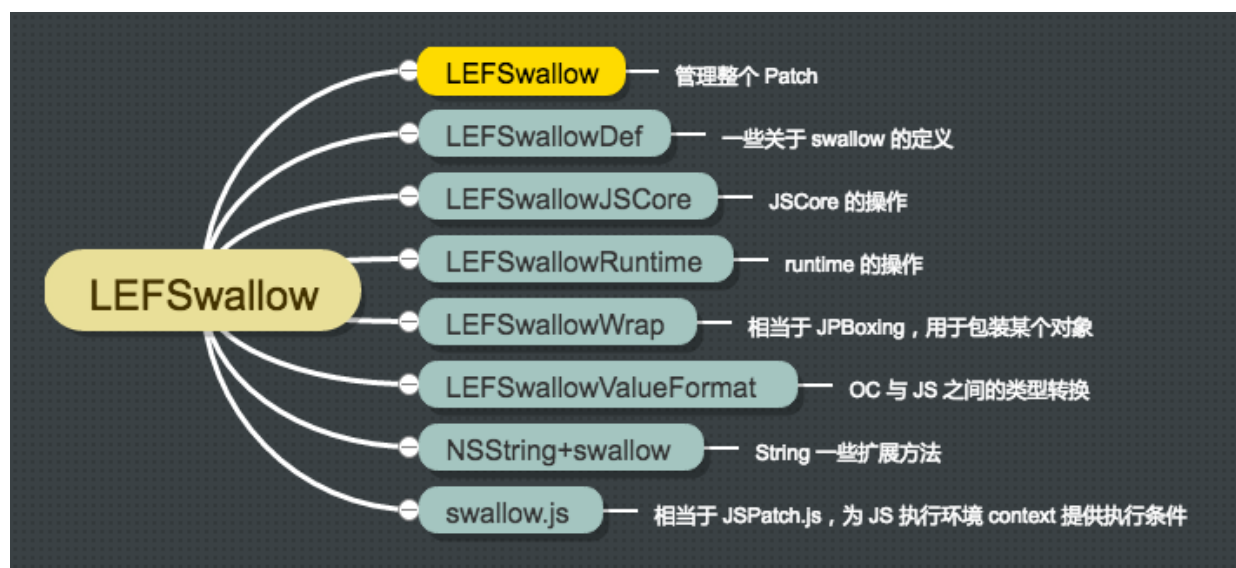 LEFSwallow 管理整个 Patch
LEFSwallowDef 一些关于 swallow 的定义
LEFSwallowJSCore JSCore 的操作
LEFSwallowRuntime runtime 的操作
LEFSwallow
LEFSwallowWrap 相当于 JPBoxing，用于包装某个对象
LEFSwallowValueFormat OC 与 JS 之间的类型转换
NSString+swallow String 一些扩展方法
swallow.js 相当于 JSPatch.js，为 JS 执行环境 context 提供执行条件